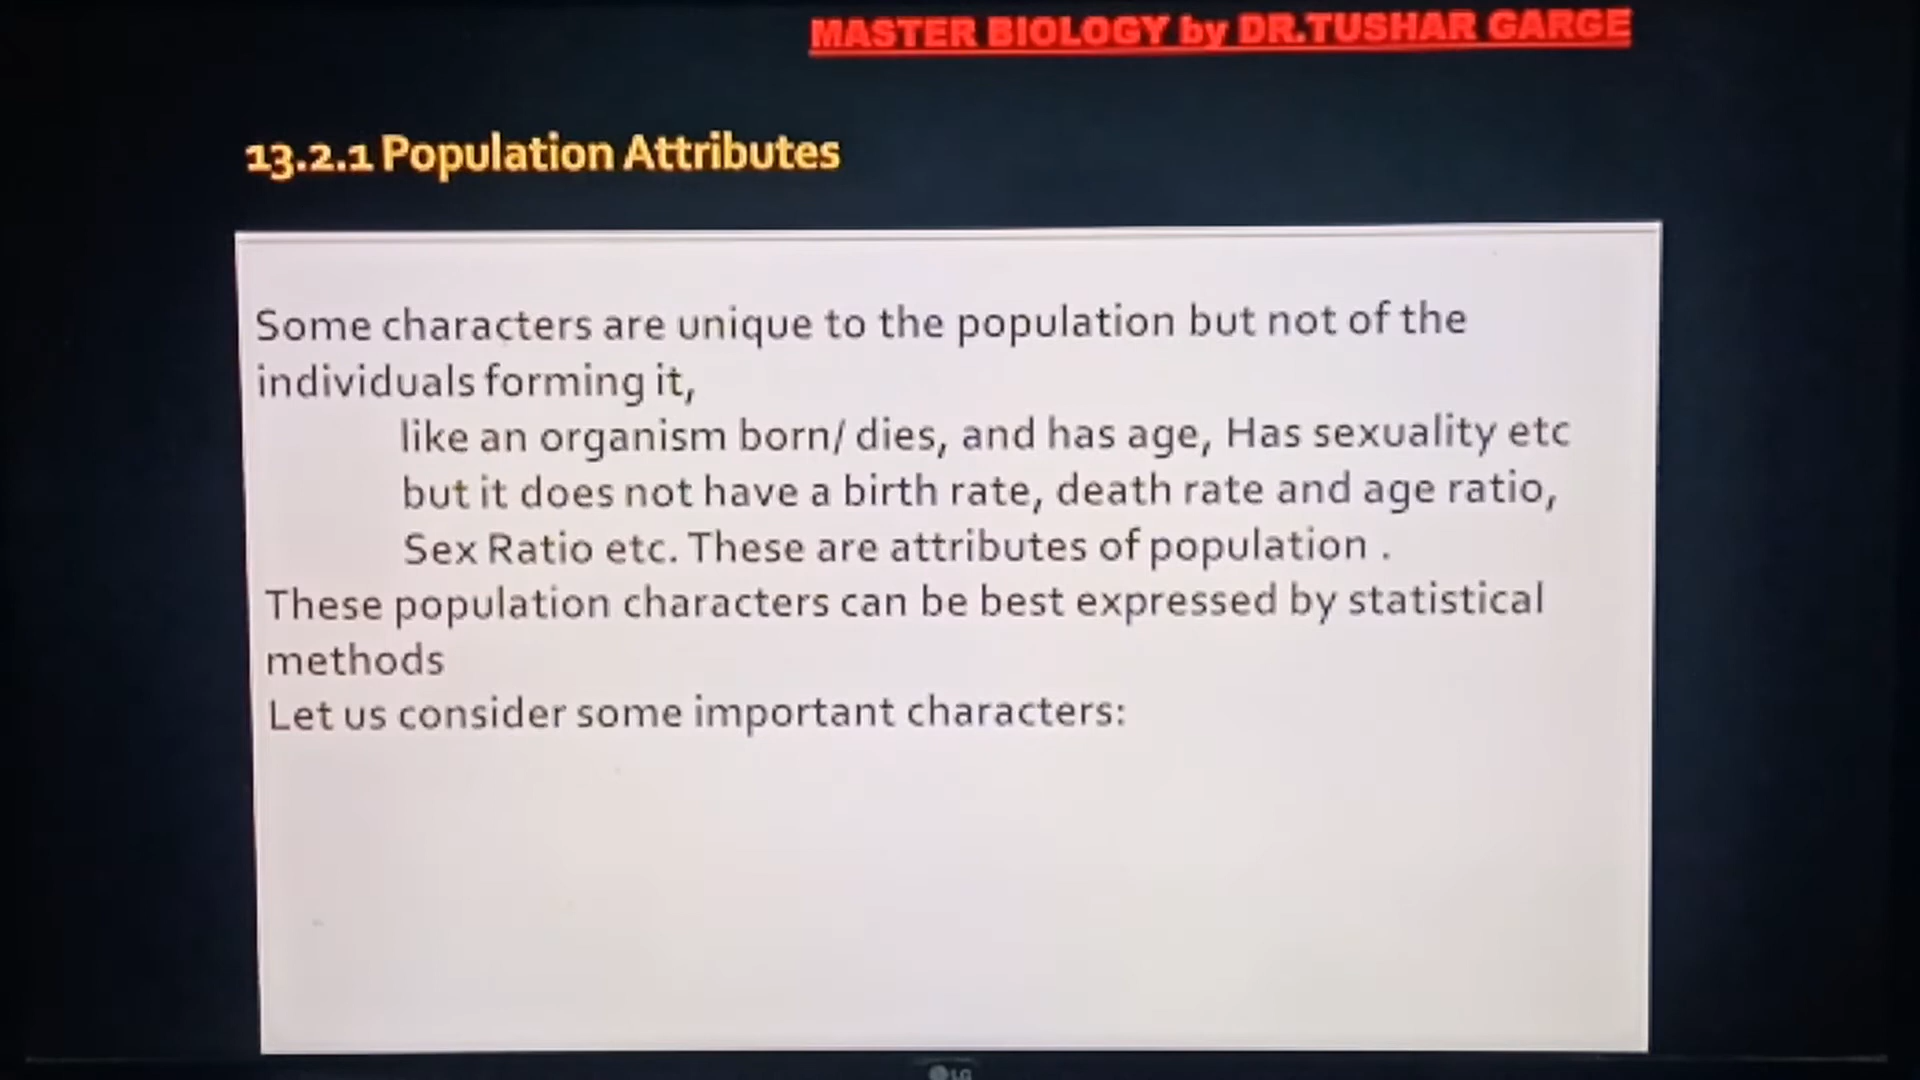 MASTER BIOLOGY by DR.TUSHAR GARGE
13.2.1 Population Attributes
Some characters are unique to the population but not of the
individuals forming it,
like an organism born/ dies, and has age, Has sexuality etc
but it does not have a birth rate, death rate and age ratio,
Sex Ratio etc. These are attributes of population .
These population characters can be best expressed by statistical
methods
Let us consider some important characters:
LG